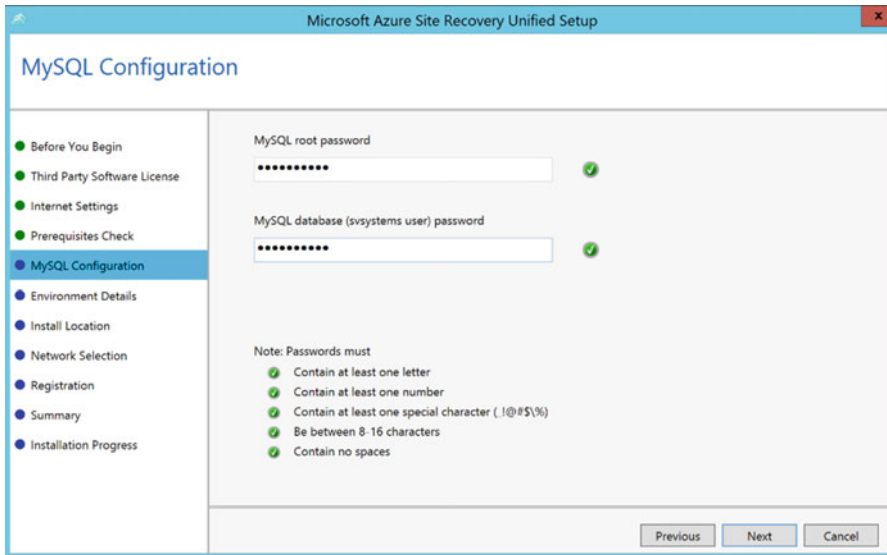 Microsoft Azure Site Recovery Unified Setup
x
MySQL Configuration
Before You Begin
Third Party Software License
Internet Settings
Prerequisites Check
MySQL Configuration
Environment Details
Install Location
Network Selection
Registration
Summary
Installation Progress
MySQL root password
••••••••••
MySQL database (svsystems user) password
••••••••••
Note: Passwords must
Contain at least one letter
Contain at least one number
Contain at least one special character (_!@#$\%)
Be between 8-16 characters
Contain no spaces
Previous
Next
Cancel